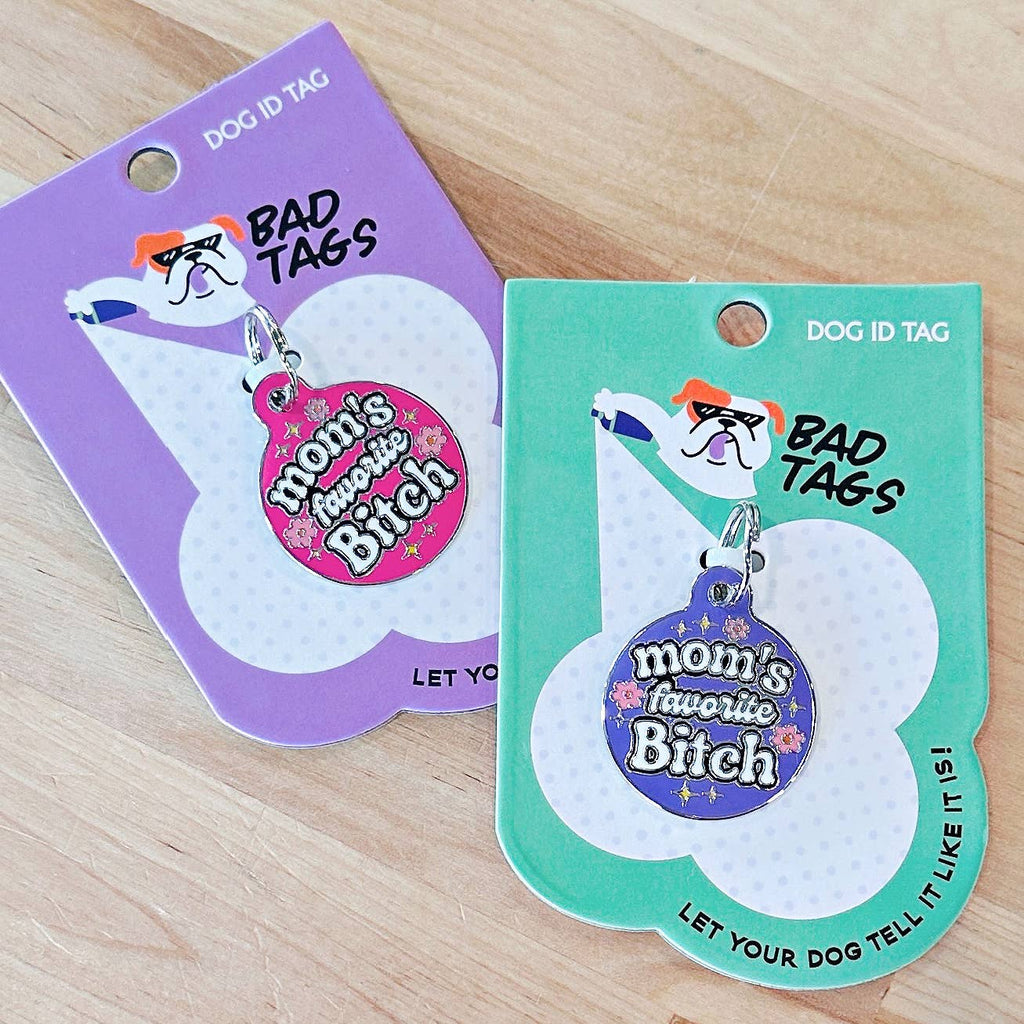 DOG ID TAG
BAD
TAGS
mom's
favorite
Bitch
LET YO
DOG ID TAG
BAD
TAGS
mom's
favorite
Bitch
LET YOUR DOG TELL IT LIKE IT IS!